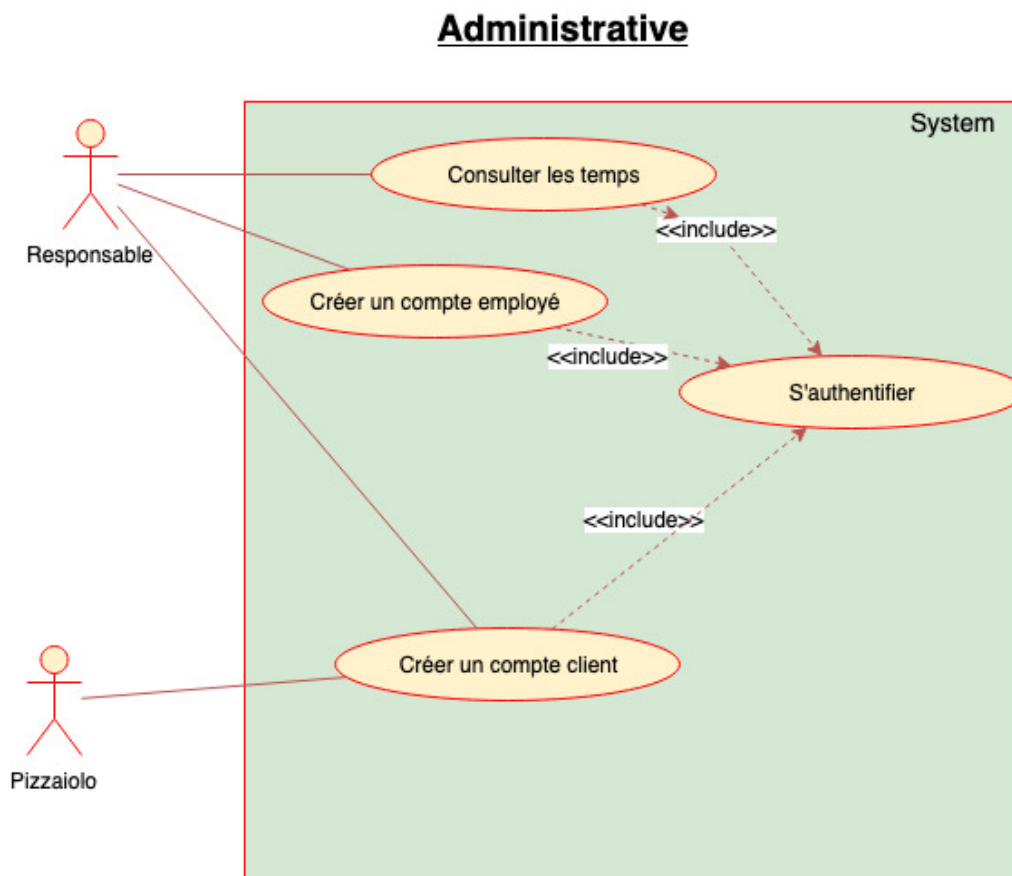 Administrative
System
Consulter les temps
<<include>>
Responsable
Créer un compte employé
<<include>>
S'authentifier
<<include>>
Créer un compte client
Pizzaiolo